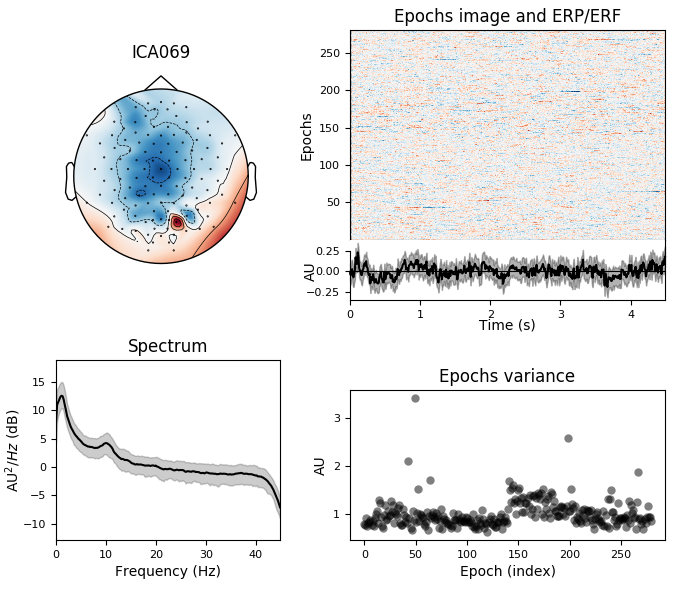 ICA069
Epochs image and ERP/ERF
Epochs
250
200
150
100
50
AU
0.25
0.00
−0.25
0 1 2 3 4
Time (s)
Spectrum
AU²/Hz (dB)
15
10
5
0
−5
−10
0 10 20 30 40
Frequency (Hz)
Epochs variance
AU
3
2
1
0 50 100 150 200 250
Epoch (index)